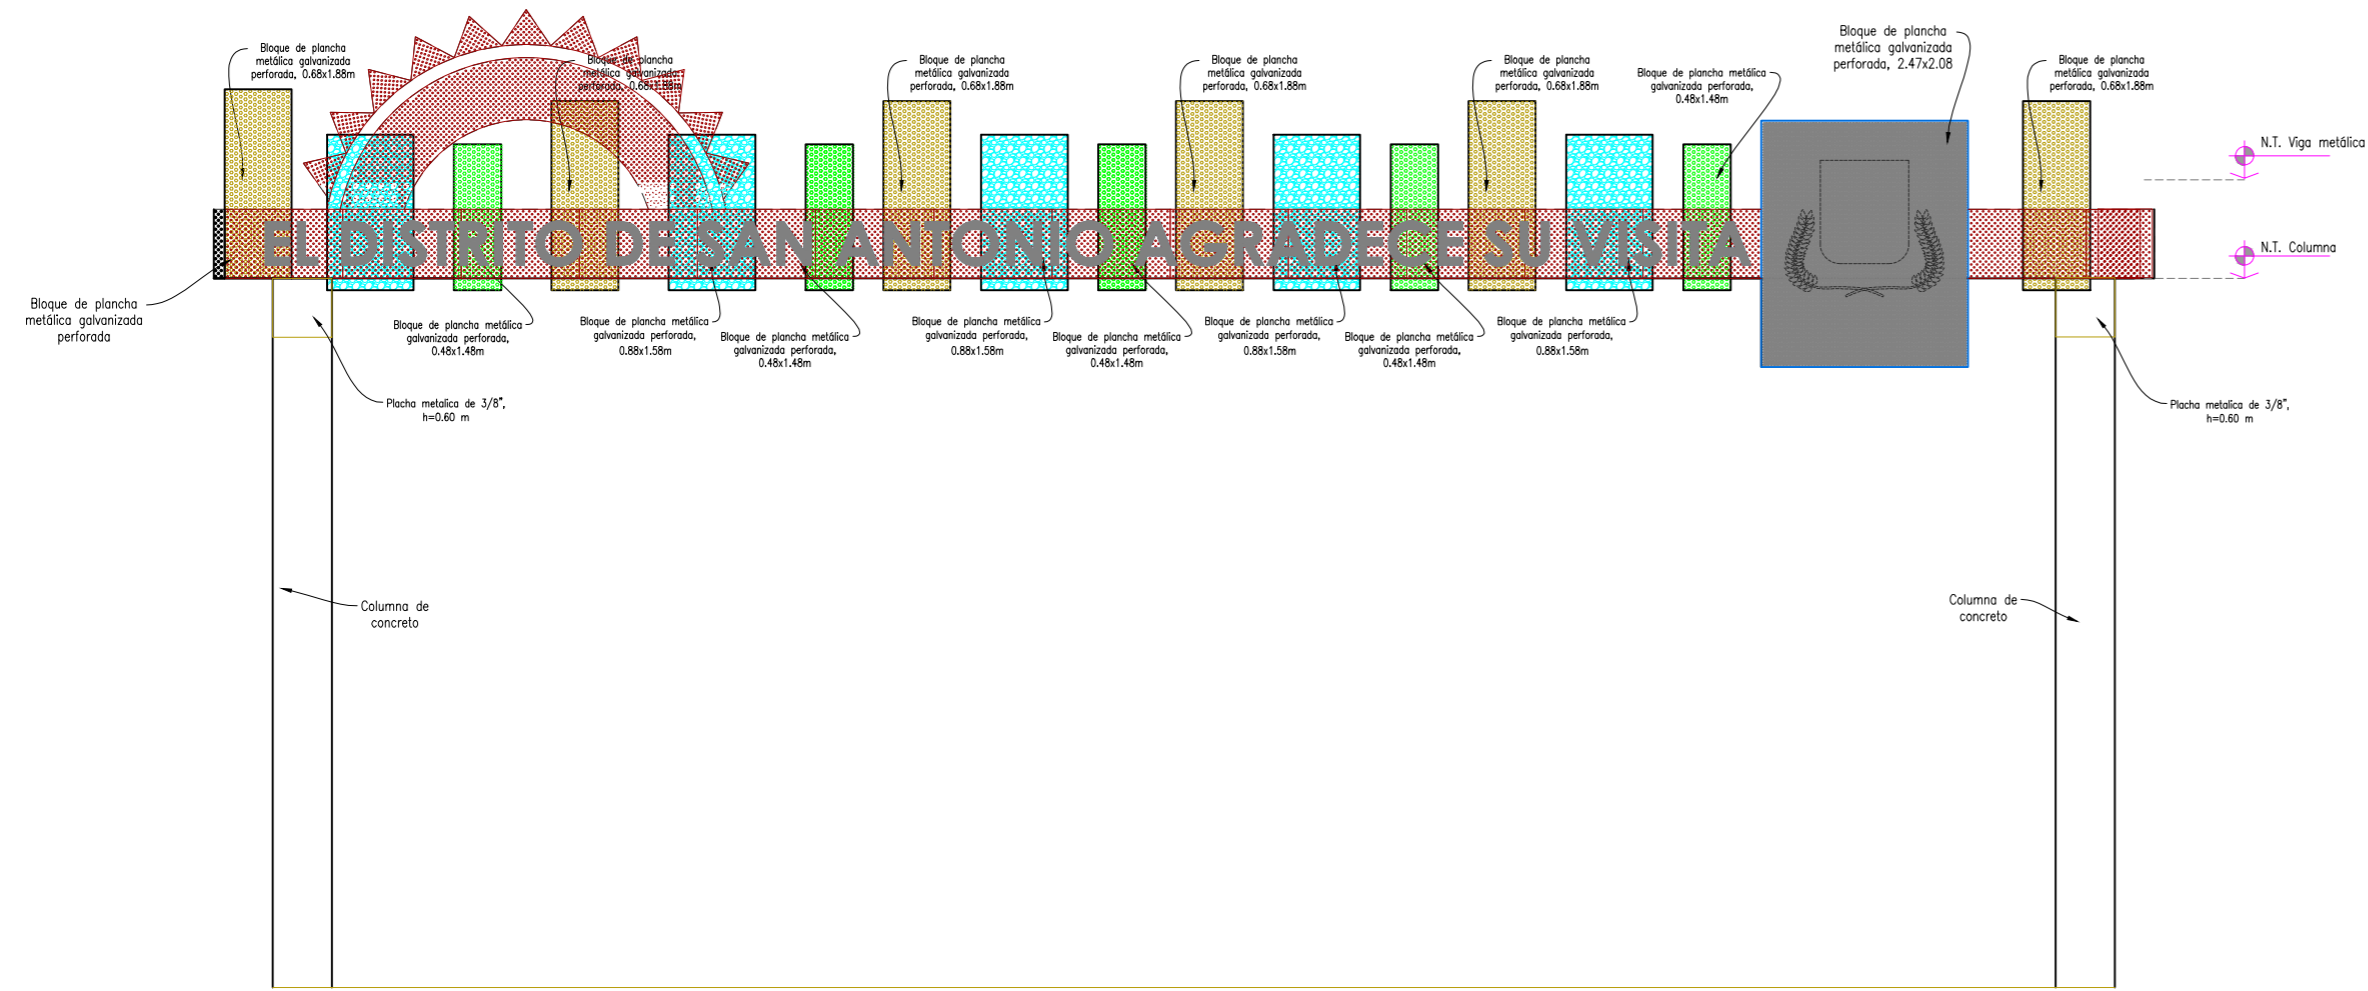 Bloque de plancha
metálica galvanizada
perforada, 0.68x1.88m
Bloque de plancha
metálica galvanizada
perforada, 0.68x1.88m
Bloque de plancha
metálica galvanizada
perforada, 0.68x1.88m
Bloque de plancha
metálica galvanizada
perforada, 0.68x1.88m
Bloque de plancha
metálica galvanizada
perforada, 0.68x1.88m
Bloque de plancha metálica
galvanizada perforada,
0.48x1.48m
Bloque de plancha
metálica galvanizada
perforada, 2.47x2.08
Bloque de plancha
metálica galvanizada
perforada, 0.68x1.88m
N.T. Viga metálica
EL DISTRITO DE SAN ANTONIO AGRADECE SU VISITA
N.T. Columna
Bloque de plancha
metálica galvanizada
perforada
Bloque de plancha metálica
galvanizada perforada,
0.48x1.48m
Bloque de plancha metálica
galvanizada perforada,
0.88x1.58m
Bloque de plancha metálica
galvanizada perforada,
0.48x1.48m
Bloque de plancha metálica
galvanizada perforada,
0.88x1.58m
Bloque de plancha metálica
galvanizada perforada,
0.48x1.48m
Bloque de plancha metálica
galvanizada perforada,
0.88x1.58m
Bloque de plancha metálica
galvanizada perforada,
0.48x1.48m
Bloque de plancha metálica
galvanizada perforada,
0.88x1.58m
Placha metalica de 3/8",
h=0.60 m
Placha metalica de 3/8",
h=0.60 m
Columna de
concreto
Columna de
concreto